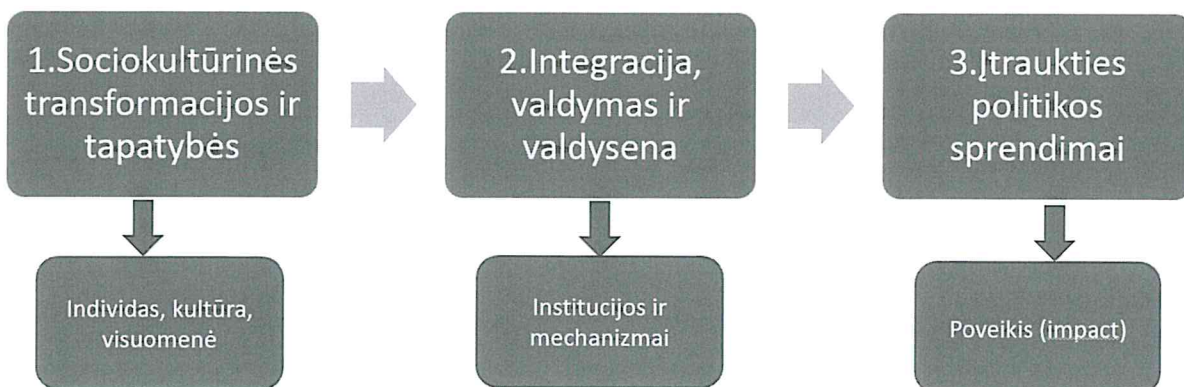 1.Sociokultūrinės
transformacijos ir
tapatybės
2.Integracija,
valdymas ir
valdysena
3.Įtraukties
politikos
sprendimai
Individas, kultūra,
visuomenė
Institucijos ir
mechanizmai
Poveikis (impact)